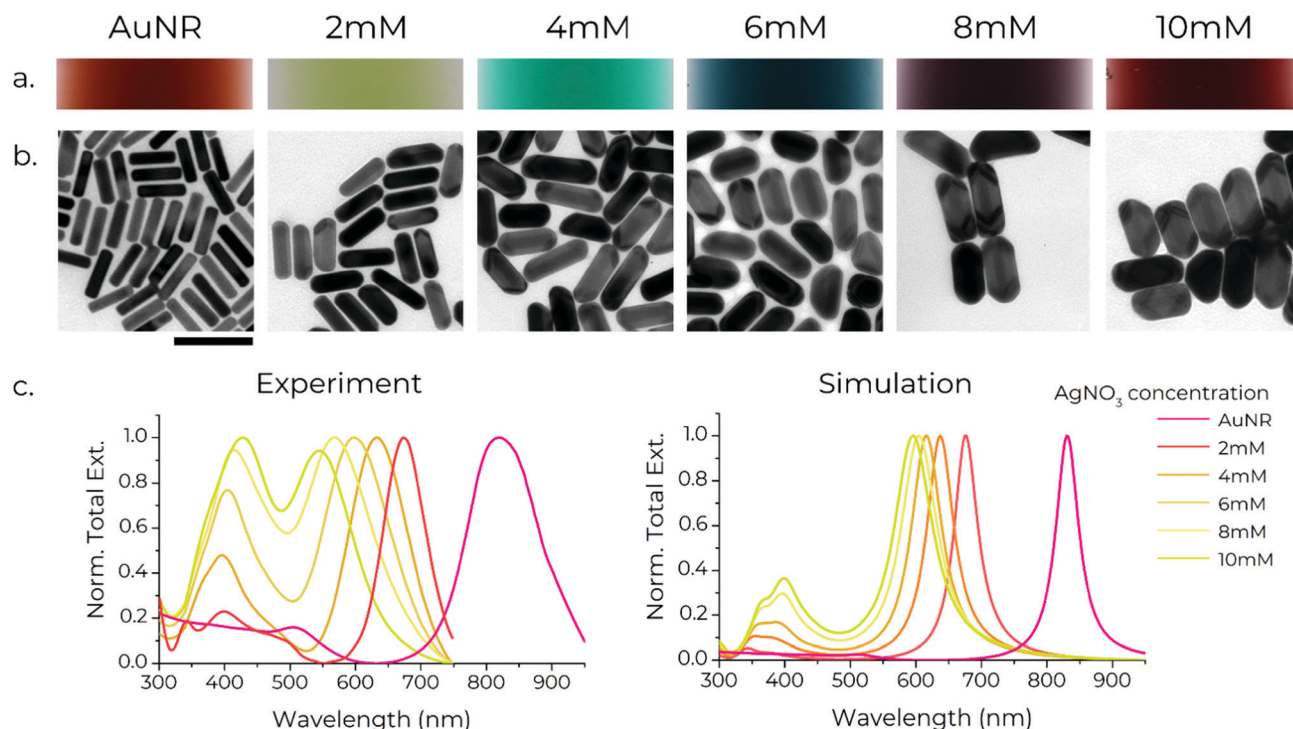 AuNR 2mM 4mM 6mM 8mM 10mM
a.
b.
c.
Experiment
Norm. Total Ext.
1.0
0.8
0.6
0.4
0.2
0.0
300 400 500 600 700 800 900
Wavelength (nm)
Simulation
Norm. Total Ext.
1.0
0.8
0.6
0.4
0.2
0.0
300 400 500 600 700 800 900
Wavelength (nm)
AgNO₃ concentration
AuNR
2mM
4mM
6mM
8mM
10mM